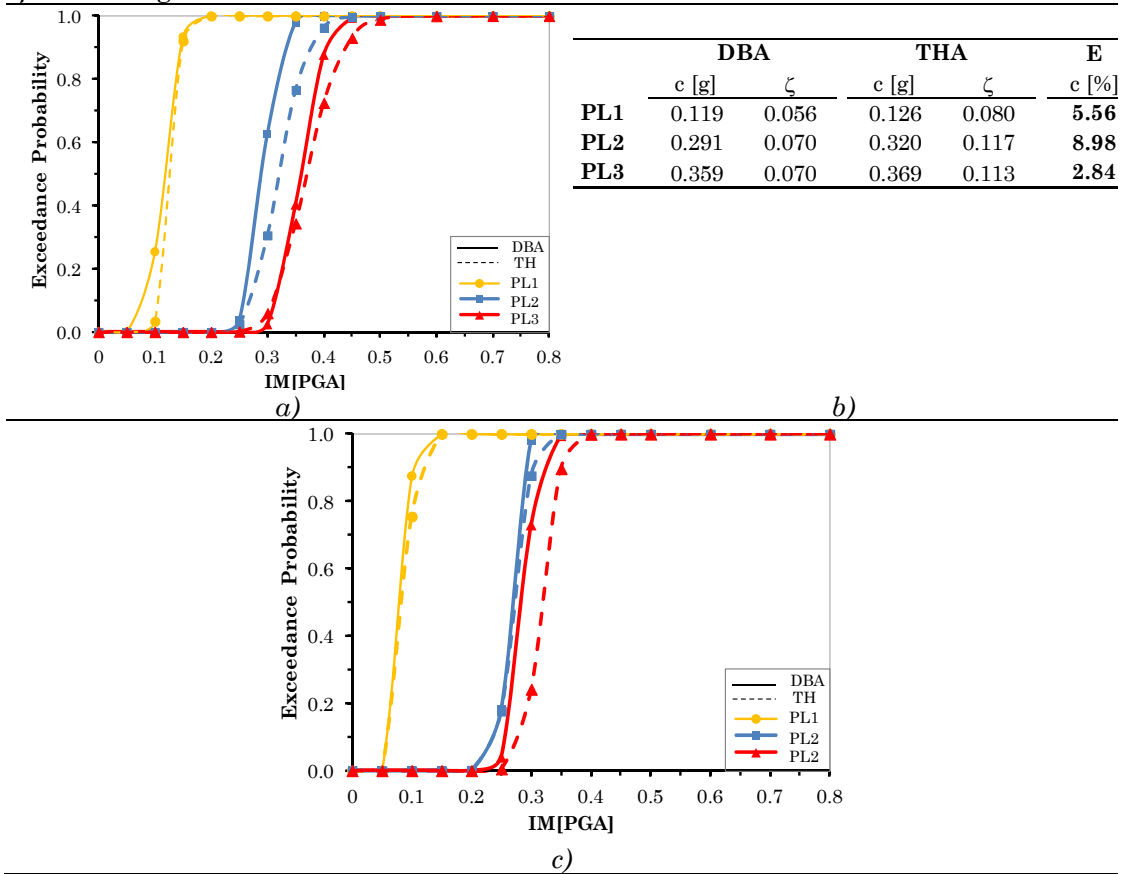 1.0
0.8
0.6
0.4
0.2
0.0
Exceedance Probability
DBA
TH
PL1
PL2
PL3
0 0.1 0.2 0.3 0.4 0.5 0.6 0.7 0.8
IM[PGA]
a)
DBA THA E
c [g] ζ c [g] ζ c [%]
PL1 0.119 0.056 0.126 0.080 5.56
PL2 0.291 0.070 0.320 0.117 8.98
PL3 0.359 0.070 0.369 0.113 2.84
b)
1.0
0.8
0.6
0.4
0.2
0.0
Exceedance Probability
DBA
TH
PL1
PL2
PL2
0 0.1 0.2 0.3 0.4 0.5 0.6 0.7 0.8
IM[PGA]
c)